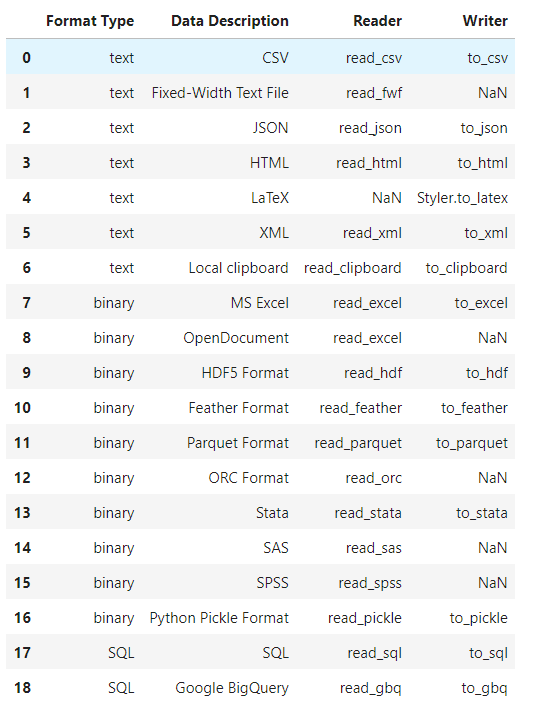 Format Type Data Description Reader Writer
0 text CSV read_csv to_csv
1 text Fixed-Width Text File read_fwf NaN
2 text JSON read_json to_json
3 text HTML read_html to_html
4 text LaTeX NaN Styler.to_latex
5 text XML read_xml to_xml
6 text Local clipboard read_clipboard to_clipboard
7 binary MS Excel read_excel to_excel
8 binary OpenDocument read_excel NaN
9 binary HDF5 Format read_hdf to_hdf
10 binary Feather Format read_feather to_feather
11 binary Parquet Format read_parquet to_parquet
12 binary ORC Format read_orc NaN
13 binary Stata read_stata to_stata
14 binary SAS read_sas NaN
15 binary SPSS read_spss NaN
16 binary Python Pickle Format read_pickle to_pickle
17 SQL SQL read_sql to_sql
18 SQL Google BigQuery read_gbq to_gbq